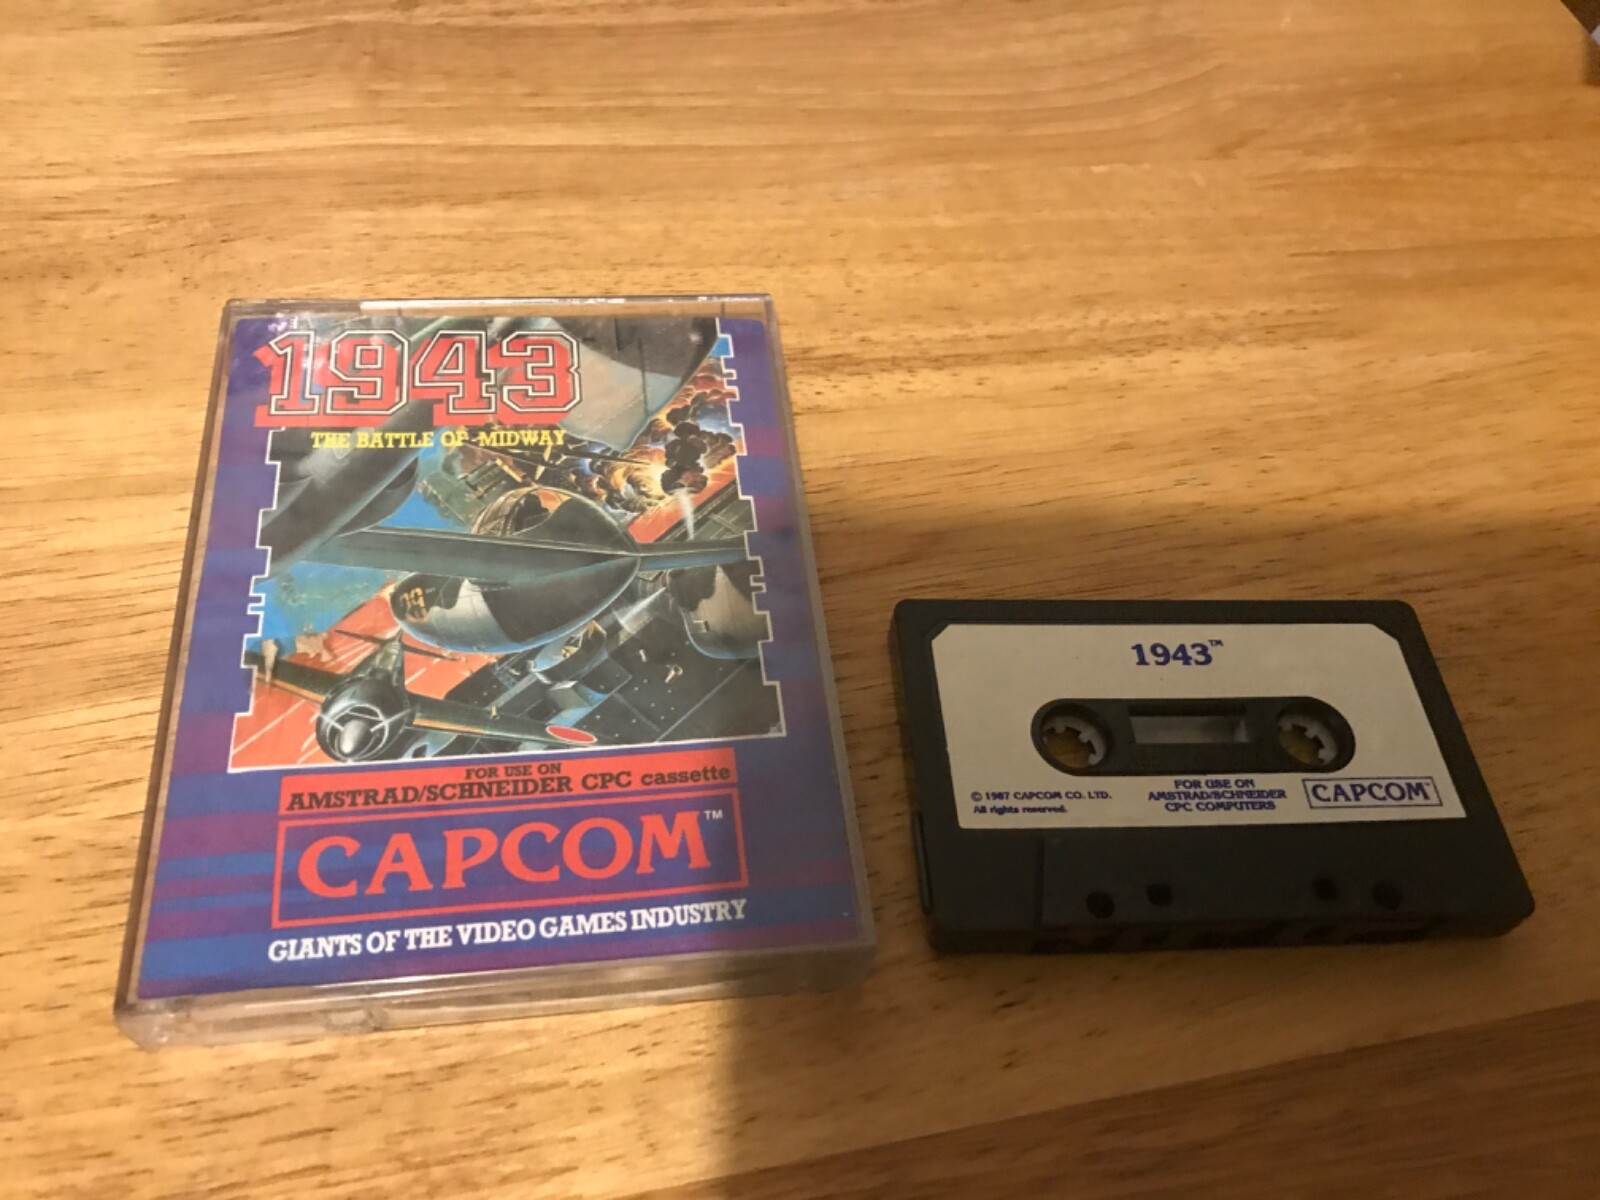 1943
THE BATTLE OF MIDWAY
FOR USE ON
AMSTRAD/SCHNEIDER CPC cassette
CAPCOM™
GIANTS OF THE VIDEO GAMES INDUSTRY
1943™
© 1987 CAPCOM CO. LTD.
All rights reserved.
FOR USE ON
AMSTRAD/SCHNEIDER
CPC COMPUTERS
CAPCOM™